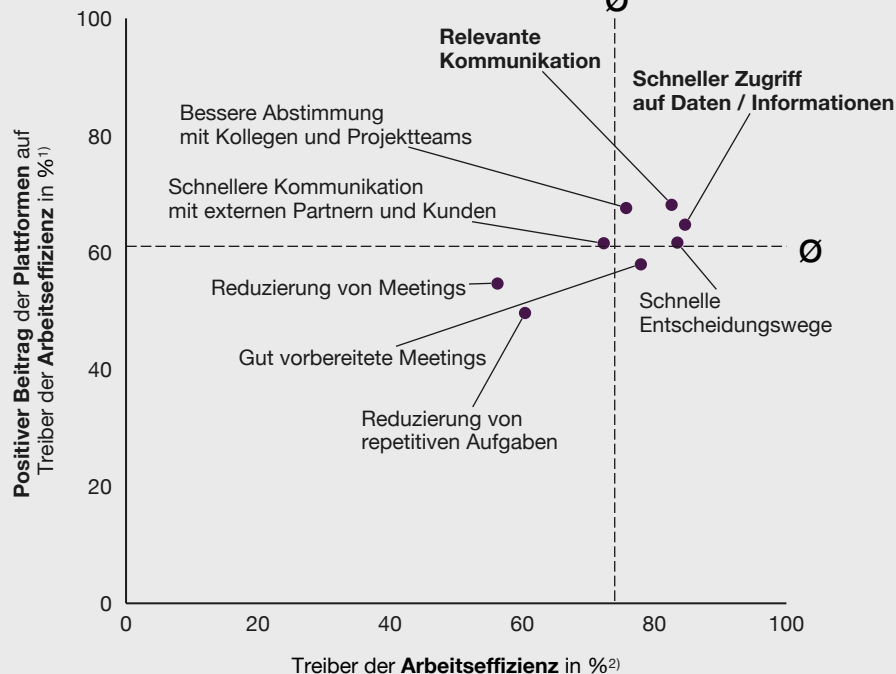 Positiver Beitrag der Plattformen auf
Treiber der Arbeitseffizienz in %1)
100
80
60
40
20
0
Ø
Relevante
Kommunikation
Schneller Zugriff
auf Daten / Informationen
Bessere Abstimmung
mit Kollegen und Projektteams
Schnellere Kommunikation
mit externen Partnern und Kunden
Ø
Reduzierung von Meetings
Schnelle
Entscheidungswege
Gut vorbereitete Meetings
Reduzierung von
repetitiven Aufgaben
0
20
40
60
80
100
Treiber der Arbeitseffizienz in %2)